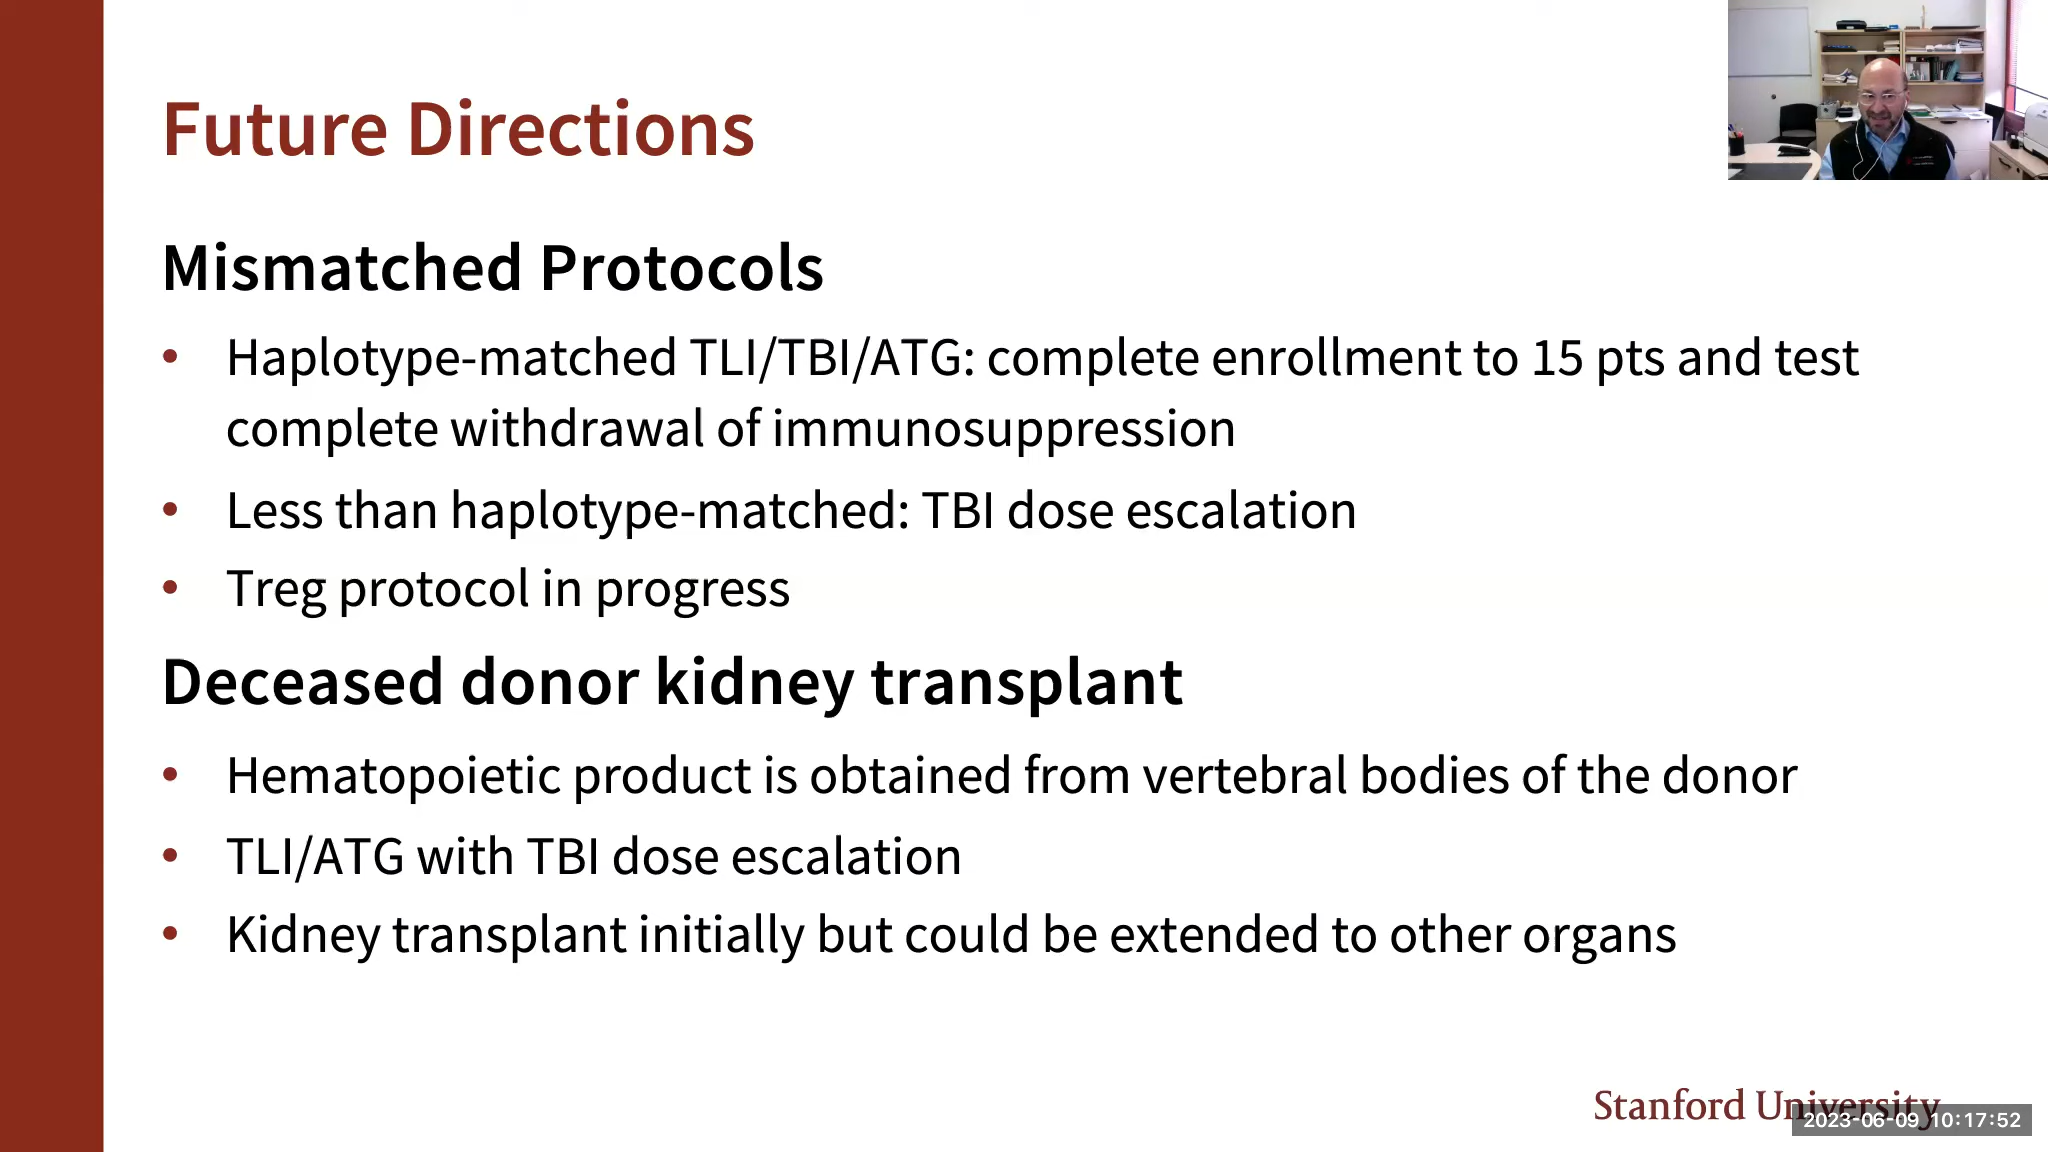 Future Directions
Mismatched Protocols
• Haplotype-matched TLI/TBI/ATG: complete enrollment to 15 pts and test
complete withdrawal of immunosuppression
• Less than haplotype-matched: TBI dose escalation
• Treg protocol in progress
Deceased donor kidney transplant
• Hematopoietic product is obtained from vertebral bodies of the donor
• TLI/ATG with TBI dose escalation
• Kidney transplant initially but could be extended to other organs
Stanford University
2023-06-09 10:17:52